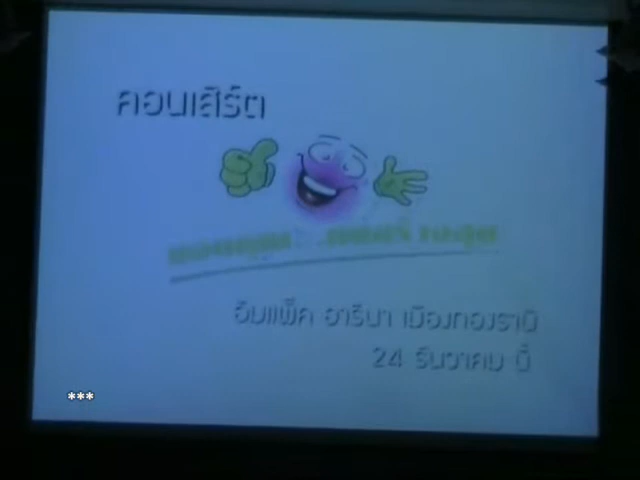 คอนเสิร์ต
อิมแพ็ค อารีนา เมืองทองธานี
24 ธันวาคม นี้
***